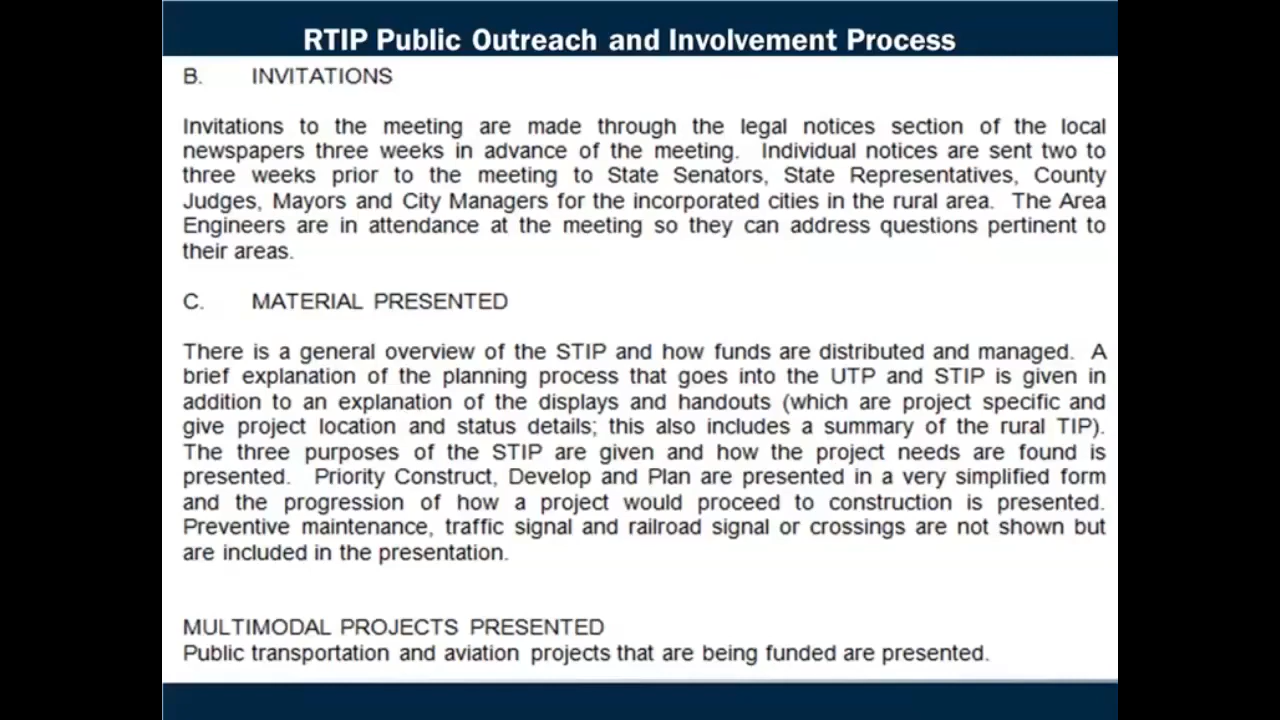 RTIP Public Outreach and Involvement Process
B. INVITATIONS
Invitations to the meeting are made through the legal notices section of the local
newspapers three weeks in advance of the meeting. Individual notices are sent two to
three weeks prior to the meeting to State Senators, State Representatives, County
Judges, Mayors and City Managers for the incorporated cities in the rural area. The Area
Engineers are in attendance at the meeting so they can address questions pertinent to
their areas.
C. MATERIAL PRESENTED
There is a general overview of the STIP and how funds are distributed and managed. A
brief explanation of the planning process that goes into the UTP and STIP is given in
addition to an explanation of the displays and handouts (which are project specific and
give project location and status details; this also includes a summary of the rural TIP).
The three purposes of the STIP are given and how the project needs are found is
presented. Priority Construct, Develop and Plan are presented in a very simplified form
and the progression of how a project would proceed to construction is presented.
Preventive maintenance, traffic signal and railroad signal or crossings are not shown but
are included in the presentation.
MULTIMODAL PROJECTS PRESENTED
Public transportation and aviation projects that are being funded are presented.